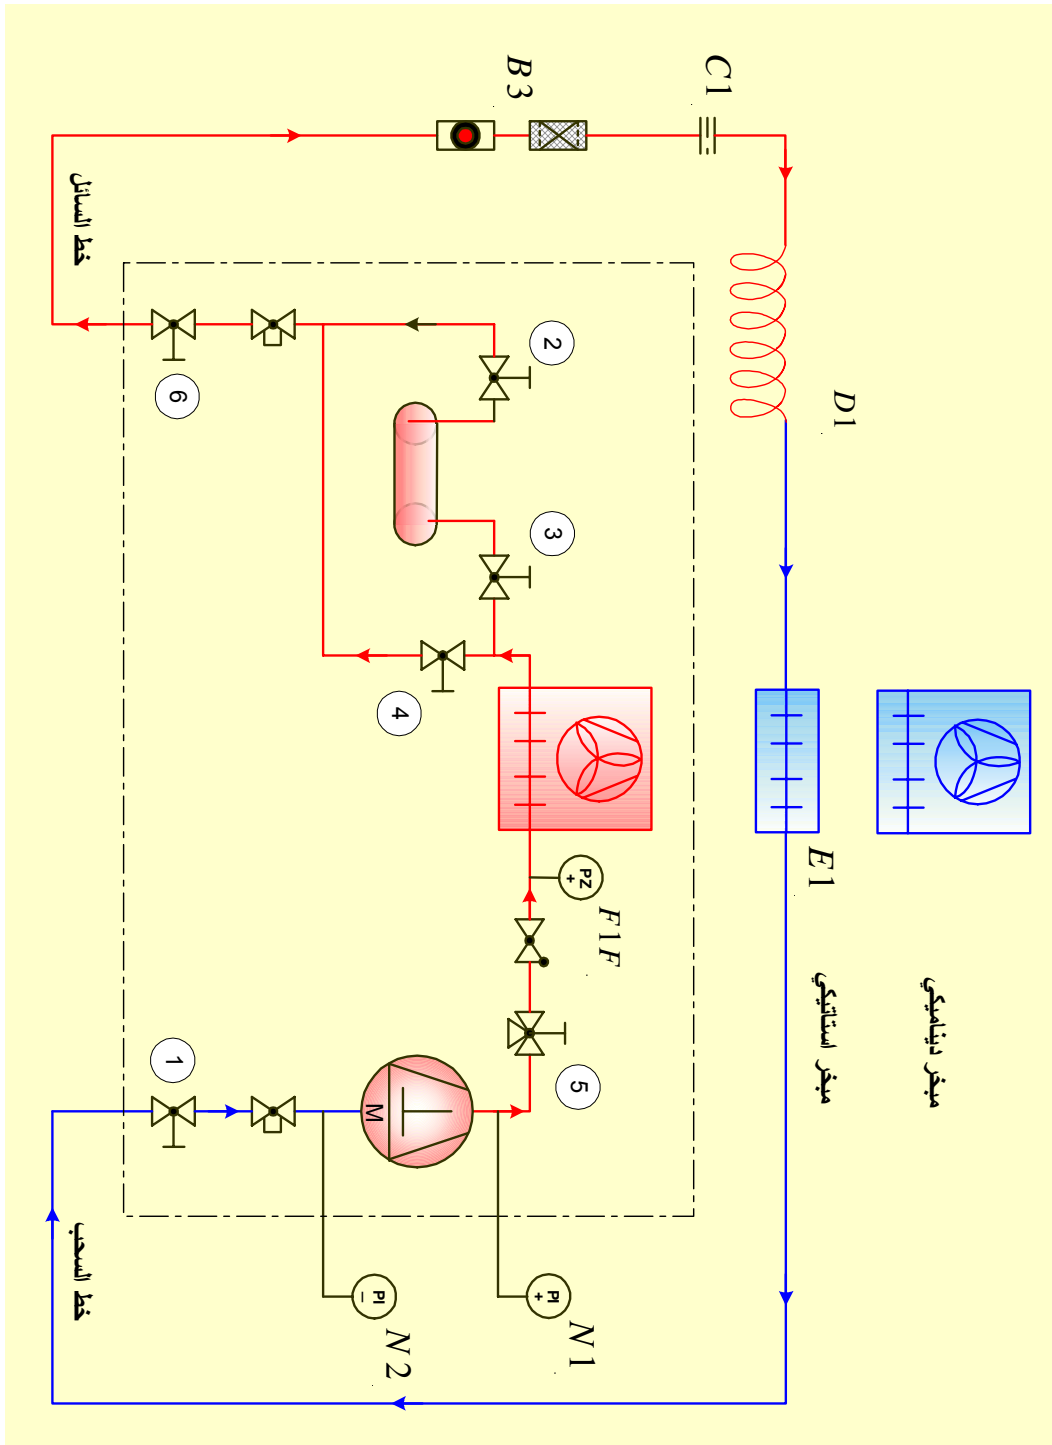 مبخر ديناميكي
مبخر استاتيكي
D1
E1
C1
B3
2
3
F1F
PZ
+
5
N1
PI
+
4
6
1
M
N2
PI
−
خط السائل
خط السحب